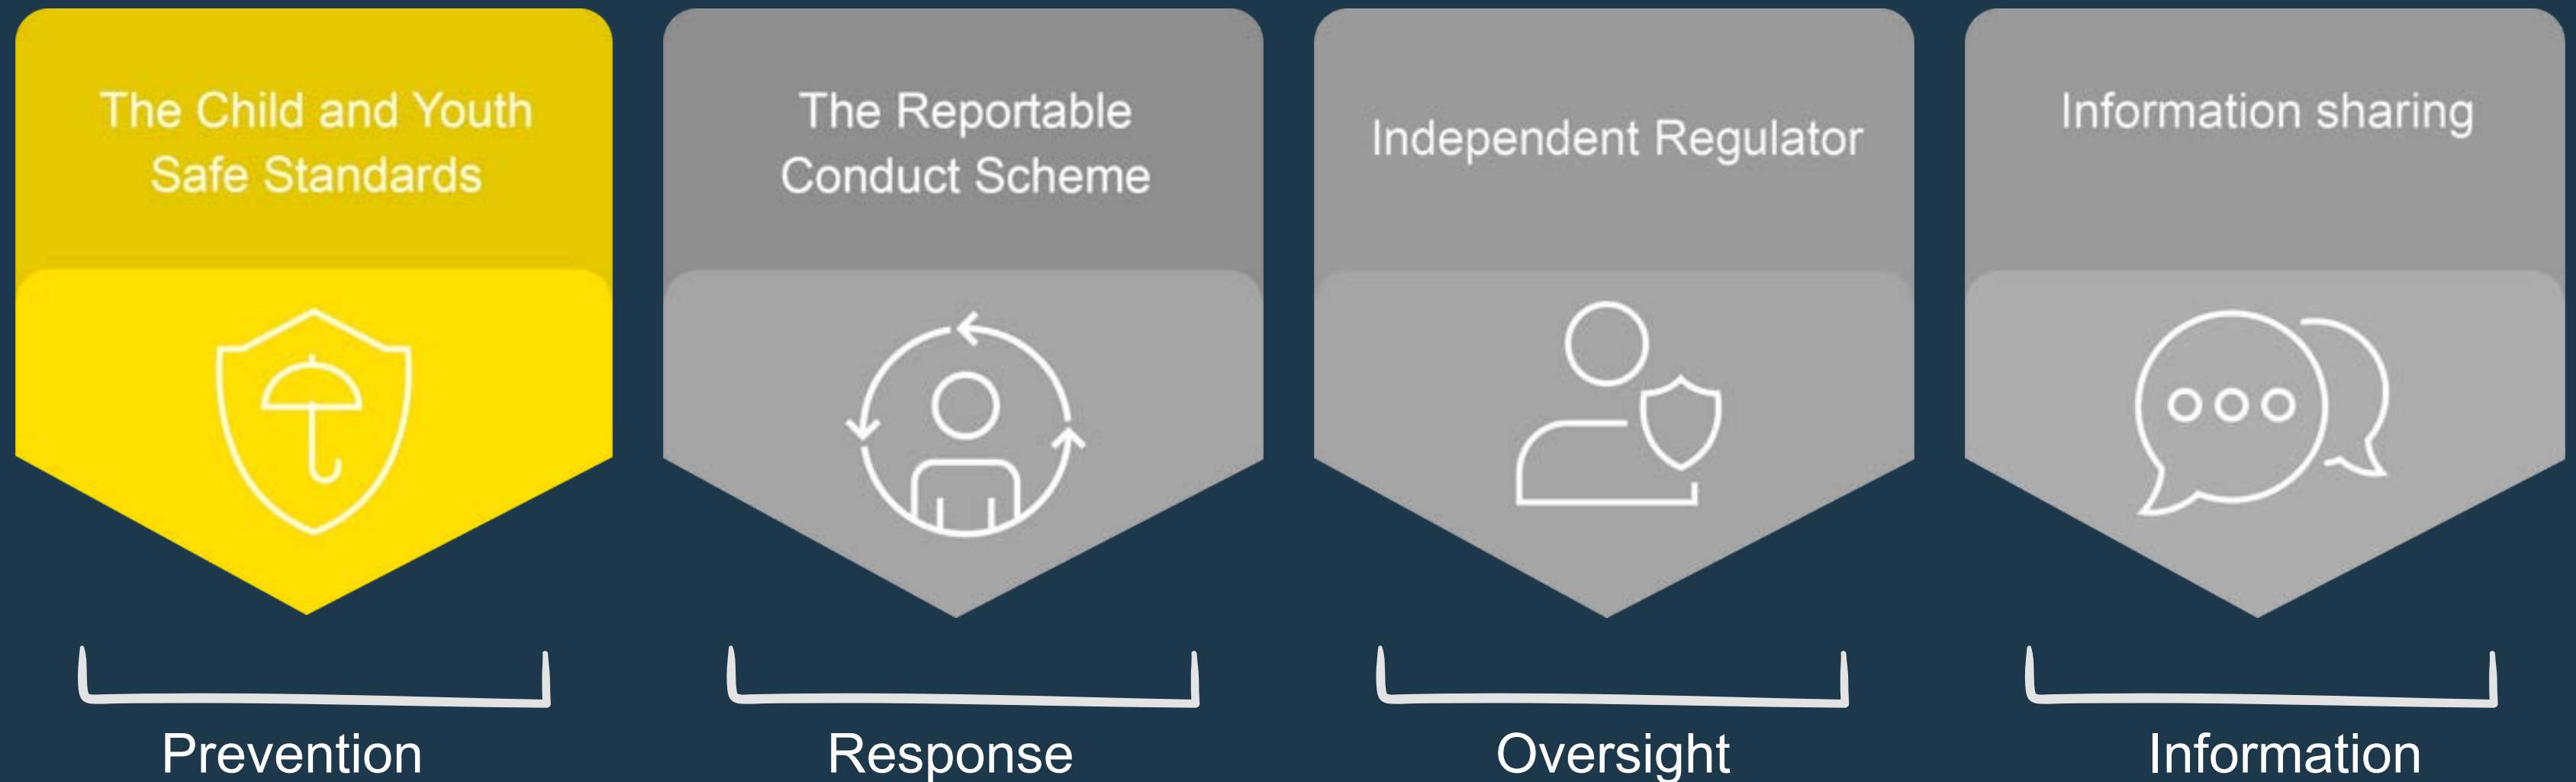 The Child and Youth
Safe Standards
The Reportable
Conduct Scheme
Independent Regulator
Information sharing
Prevention
Response
Oversight
Information